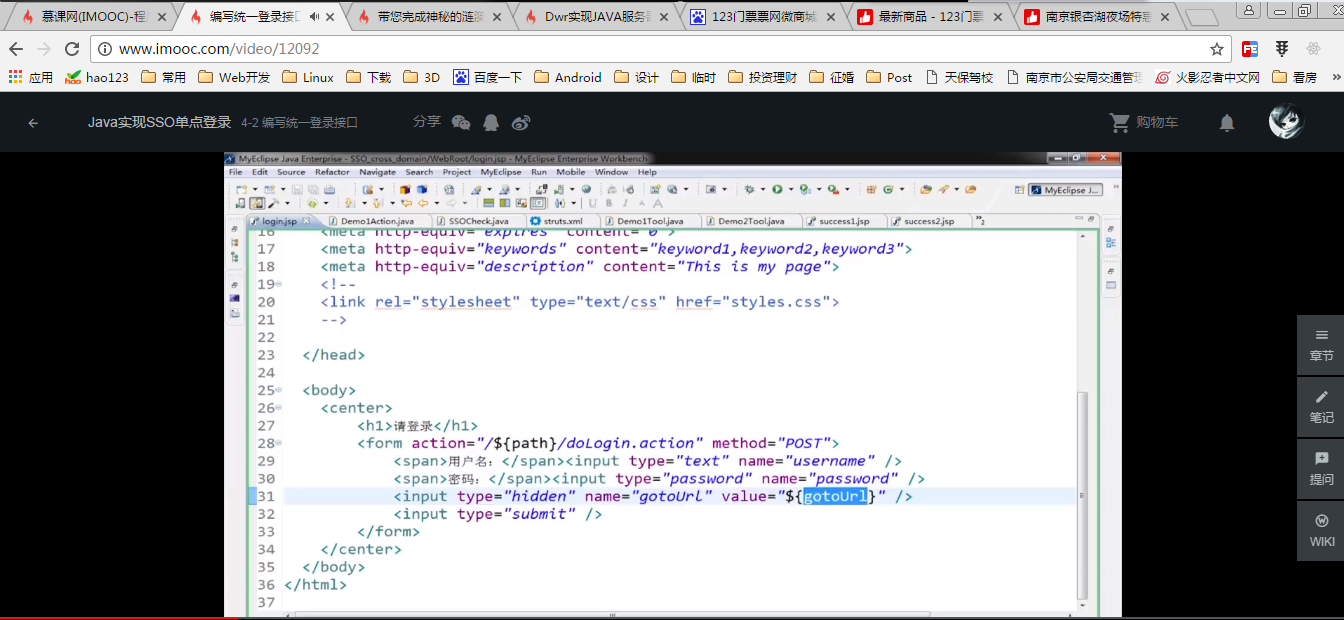 慕课网(IMOOC)-程 编写统一登录接口 带您完成神秘的涟漪 Dwr实现JAVA服务 123门票票网微商城 最新商品 - 123门票 南京银杏湖夜场特惠
www.imooc.com/video/12092
应用 hao123 常用 Web开发 Linux 下载 3D 百度一下 Android 设计 临时 投资理财 征婚 Post 天保驾校 南京市公安局交通管理 火影忍者中文网 看房 »
Java实现SSO单点登录 4-2 编写统一登录接口 分享 购物车
MyEclipse Java Enterprise - SSO_cross_domain/WebRoot/login.jsp - MyEclipse Enterprise Workbench
File Edit Source Refactor Navigate Search Project MyEclipse Run Mobile Window Help
MyEclipse J...
login.jsp Demo1Action.java SSOCheck.java struts.xml Demo1Tool.java Demo2Tool.java success1.jsp success2.jsp »2
16 <meta http-equiv="expires" content="0">
17 <meta http-equiv="keywords" content="keyword1,keyword2,keyword3">
18 <meta http-equiv="description" content="This is my page">
19 <!--
20 <link rel="stylesheet" type="text/css" href="styles.css">
21 -->
22
23 </head>
24
25 <body>
26 <center>
27 <h1>请登录</h1>
28 <form action="/${path}/doLogin.action" method="POST">
29 <span>用户名：</span><input type="text" name="username" />
30 <span>密码：</span><input type="password" name="password" />
31 <input type="hidden" name="gotoUrl" value="${gotoUrl}" />
32 <input type="submit" />
33 </form>
34 </center>
35 </body>
36 </html>
37
章节
笔记
提问
WIKI